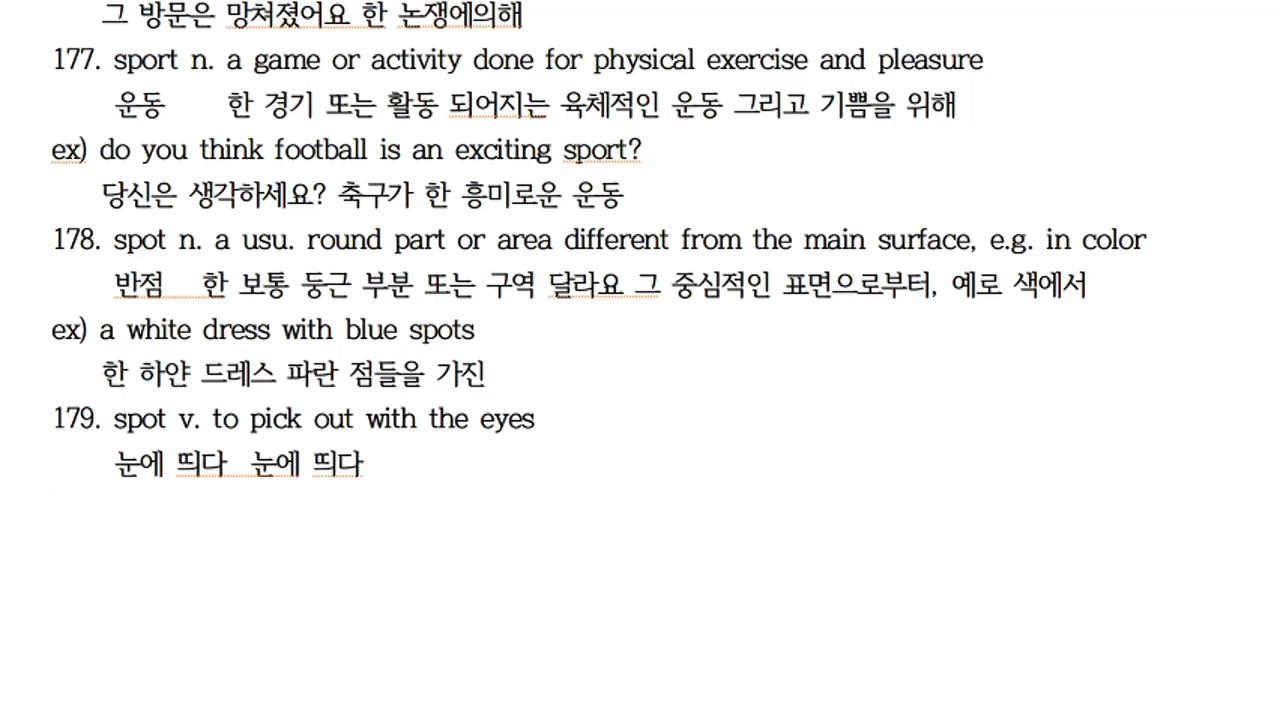 그 방문은 망쳐졌어요 한 논쟁에의해
177. sport n. a game or activity done for physical exercise and pleasure
운동 한 경기 또는 활동 되어지는 육체적인 운동 그리고 기쁨을 위해
ex) do you think football is an exciting sport?
당신은 생각하세요? 축구가 한 흥미로운 운동
178. spot n. a usu. round part or area different from the main surface, e.g. in color
반점 한 보통 둥근 부분 또는 구역 달라요 그 중심적인 표면으로부터, 예로 색에서
ex) a white dress with blue spots
한 하얀 드레스 파란 점들을 가진
179. spot v. to pick out with the eyes
눈에 띄다 눈에 띄다